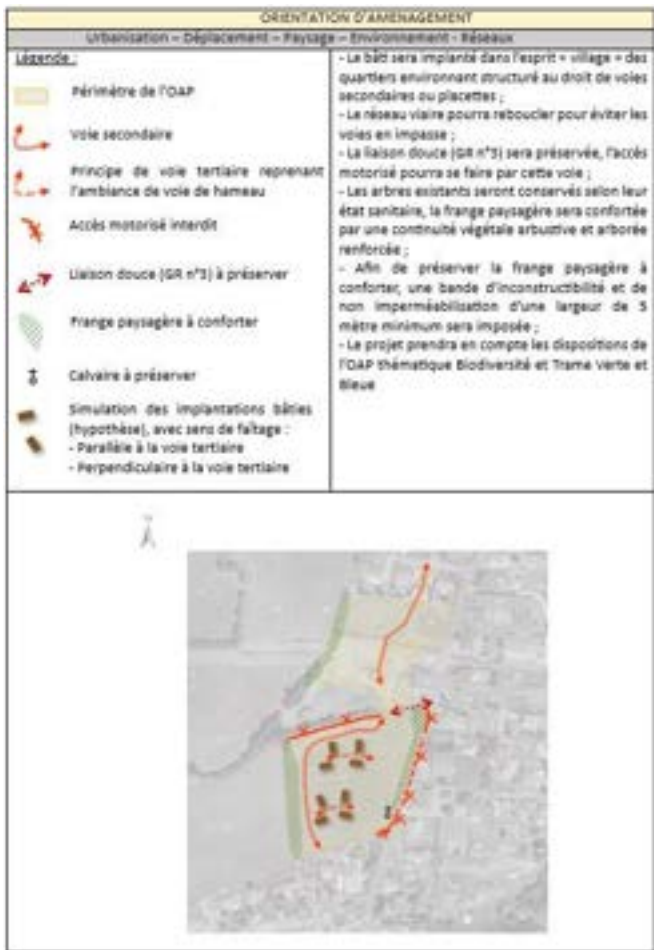 ORIENTATION D'AMENAGEMENT
Urbanisation – Déplacement – Paysage – Environnement - Réseaux
Légende :
Périmètre de l'OAP
Voie secondaire
Principe de voie tertiaire reprenant
l'ambiance de voie de hameau
Accès motorisé interdit
Liaison douce (GR n°3) à préserver
Frange paysagère à conforter
Calvaire à préserver
Simulation des implantations bâties
(hypothèse), avec sens de faîtage :
- Parallèle à la voie tertiaire
- Perpendiculaire à la voie tertiaire
- Le bâti sera implanté dans l'esprit « village » des
quartiers environnant structuré au droit de voies
secondaires ou placettes ;
- Le réseau viaire pourra reboucler pour éviter les
voies en impasse ;
- La liaison douce (GR n°3) sera préservée, l'accès
motorisé pourra se faire par cette voie ;
- Les arbres existants seront conservés selon leur
état sanitaire, la frange paysagère sera confortée
par une continuité végétale arbustive et arborée
renforcée ;
- Afin de préserver la frange paysagère à
conforter, une bande d'inconstructibilité et de
non imperméabilisation d'une largeur de 5
mètre minimum sera imposée ;
- Le projet prendra en compte les dispositions de
l'OAP thématique Biodiversité et Trame Verte et
Bleue